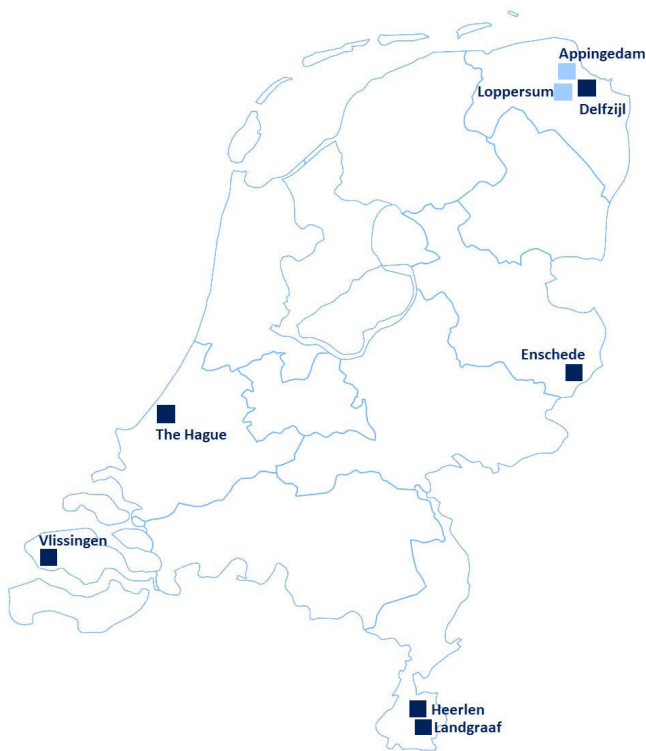 Appingedam
Loppersum
Delfzijl
Enschede
The Hague
Vlissingen
Heerlen
Landgraaf